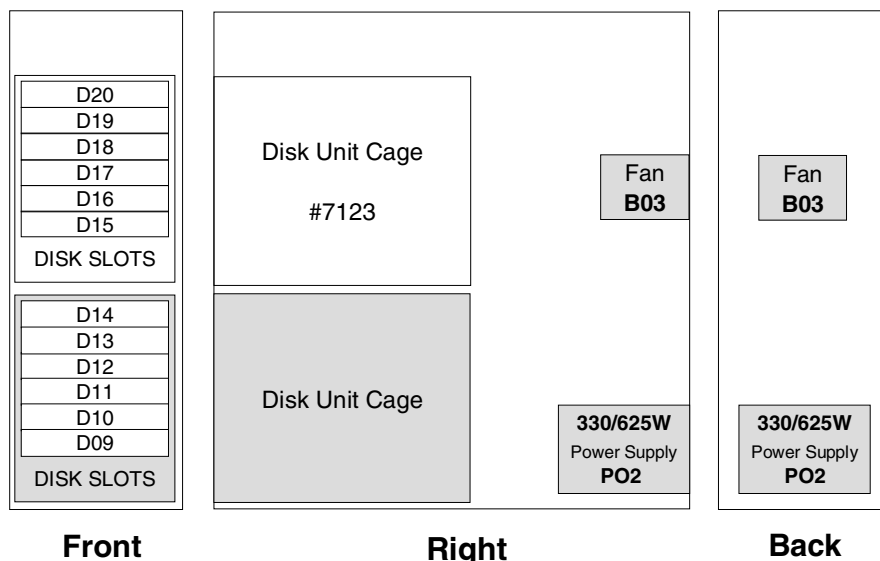 D20
D19
D18
D17
D16
D15
DISK SLOTS
D14
D13
D12
D11
D10
D09
DISK SLOTS
Front
Disk Unit Cage
#7123
Disk Unit Cage
Fan
B03
330/625W
Power Supply
PO2
Right
Fan
B03
330/625W
Power Supply
PO2
Back